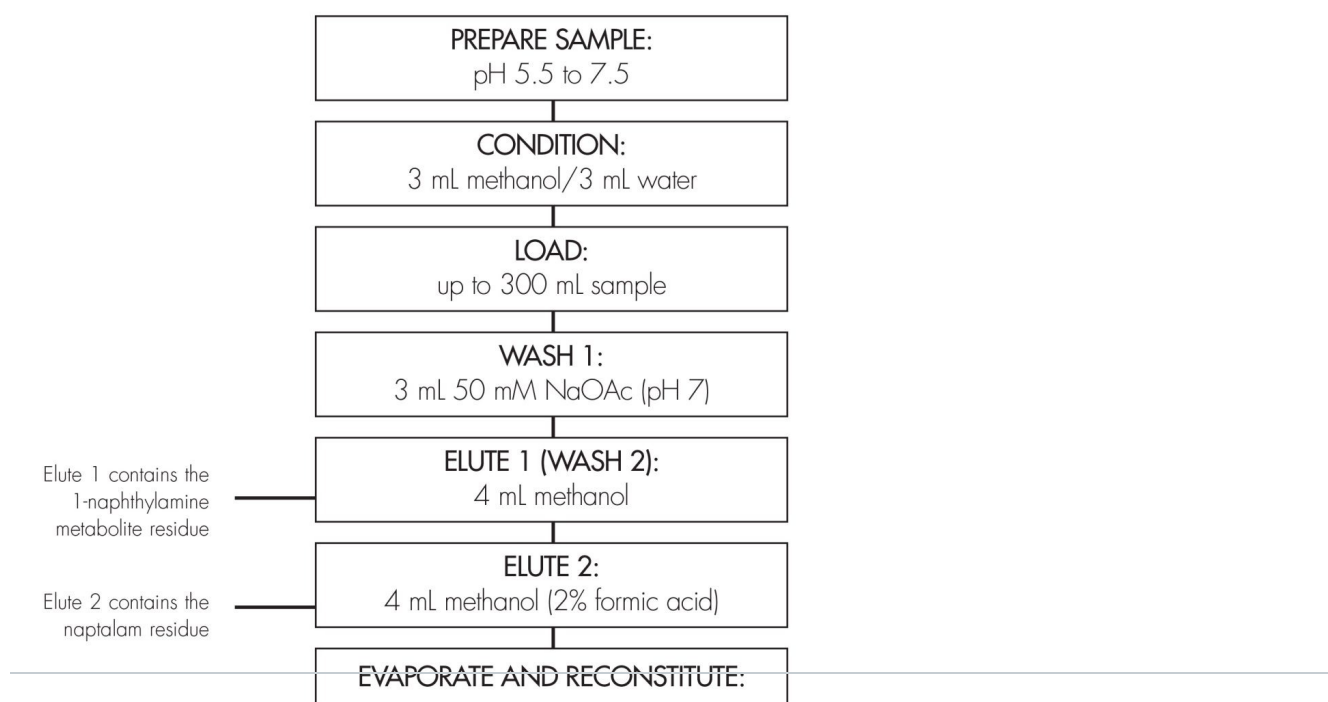 PREPARE SAMPLE:
pH 5.5 to 7.5
CONDITION:
3 mL methanol/3 mL water
LOAD:
up to 300 mL sample
WASH 1:
3 mL 50 mM NaOAc (pH 7)
ELUTE 1 (WASH 2):
4 mL methanol
Elute 1 contains the
1-naphthylamine
metabolite residue
ELUTE 2:
4 mL methanol (2% formic acid)
Elute 2 contains the
naptalam residue
EVAPORATE AND RECONSTITUTE: